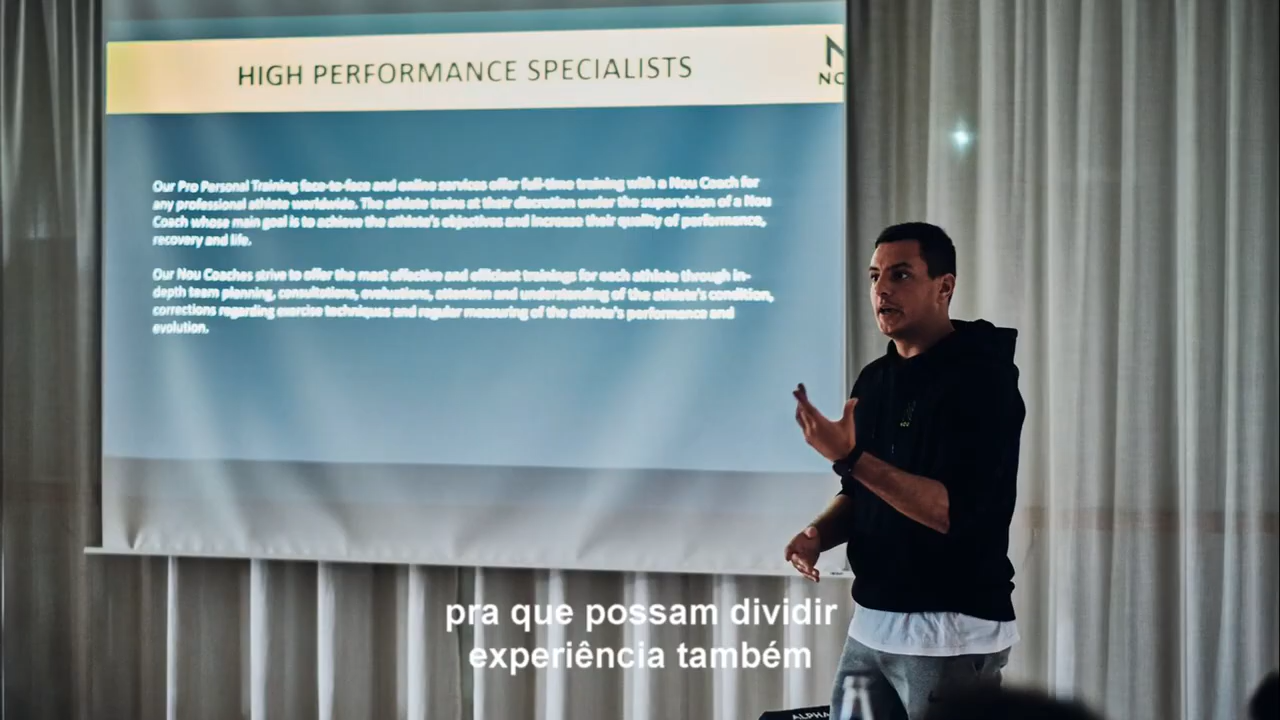 HIGH PERFORMANCE SPECIALISTS
N
NO
Our Pro Personal Training face-to-face and online services offer full-time training with a Nou Coach for
any professional athlete worldwide. The athlete trains at their discretion under the supervision of a Nou
Coach whose main goal is to achieve the athlete's objectives and increase their quality of performance,
recovery and life.
Our Nou Coaches strive to offer the most effective and efficient trainings for each athlete through in-
depth team planning, consultations, evaluations, attention and understanding of the athlete's condition,
corrections regarding exercise techniques and regular measuring of the athlete's performance and
evolution.
pra que possam dividir
experiência também
ALPHA